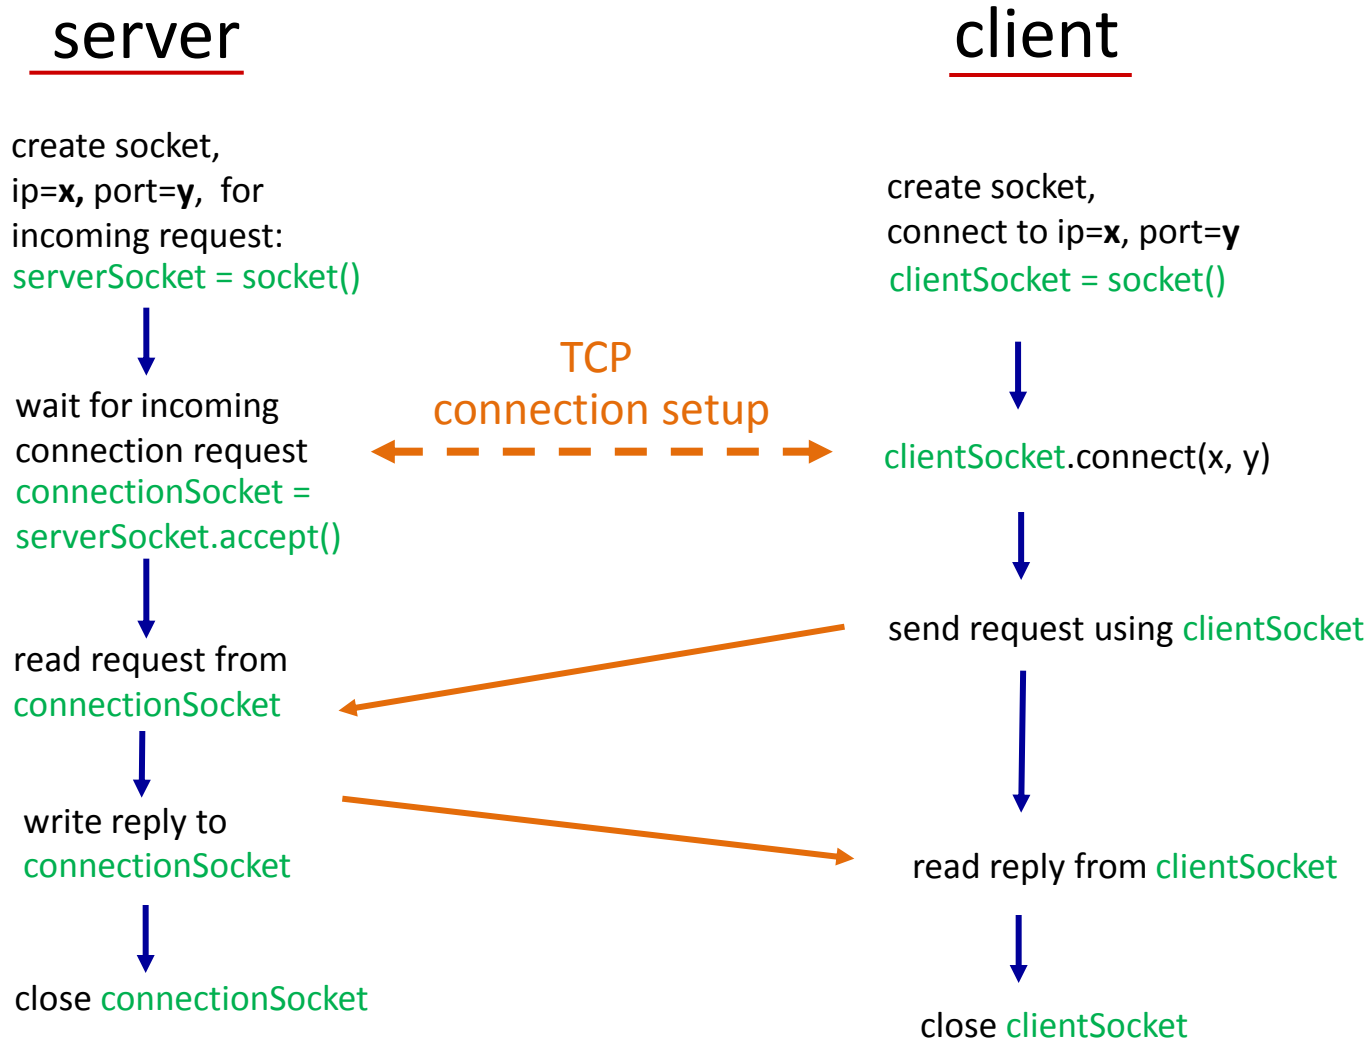 server
create socket,
ip=x, port=y, for
incoming request:
serverSocket = socket()
wait for incoming
connection request
connectionSocket =
serverSocket.accept()
read request from
connectionSocket
write reply to
connectionSocket
close connectionSocket
TCP
connection setup
client
create socket,
connect to ip=x, port=y
clientSocket = socket()
clientSocket.connect(x, y)
send request using clientSocket
read reply from clientSocket
close clientSocket